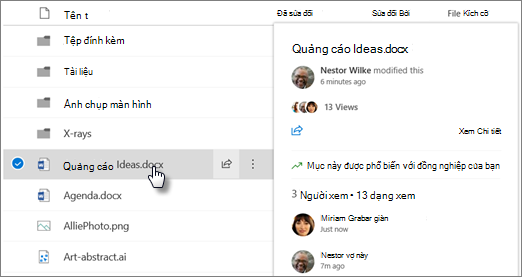 Tên t
Đã sửa đổi
Sửa đổi Bởi
File Kích cỡ
Tệp đính kèm
Tài liệu
Ảnh chụp màn hình
X-rays
Quảng cáo Ideas.docx
Agenda.docx
AlliePhoto.png
Art-abstract.ai
Quảng cáo Ideas.docx
Nestor Wilke modified this
6 minutes ago
13 Views
Xem Chi tiết
Mục này được phổ biến với đồng nghiệp của bạn
3 Người xem • 13 dạng xem
Miriam Grabar giản
Just now
Nestor vợ này
7m ago